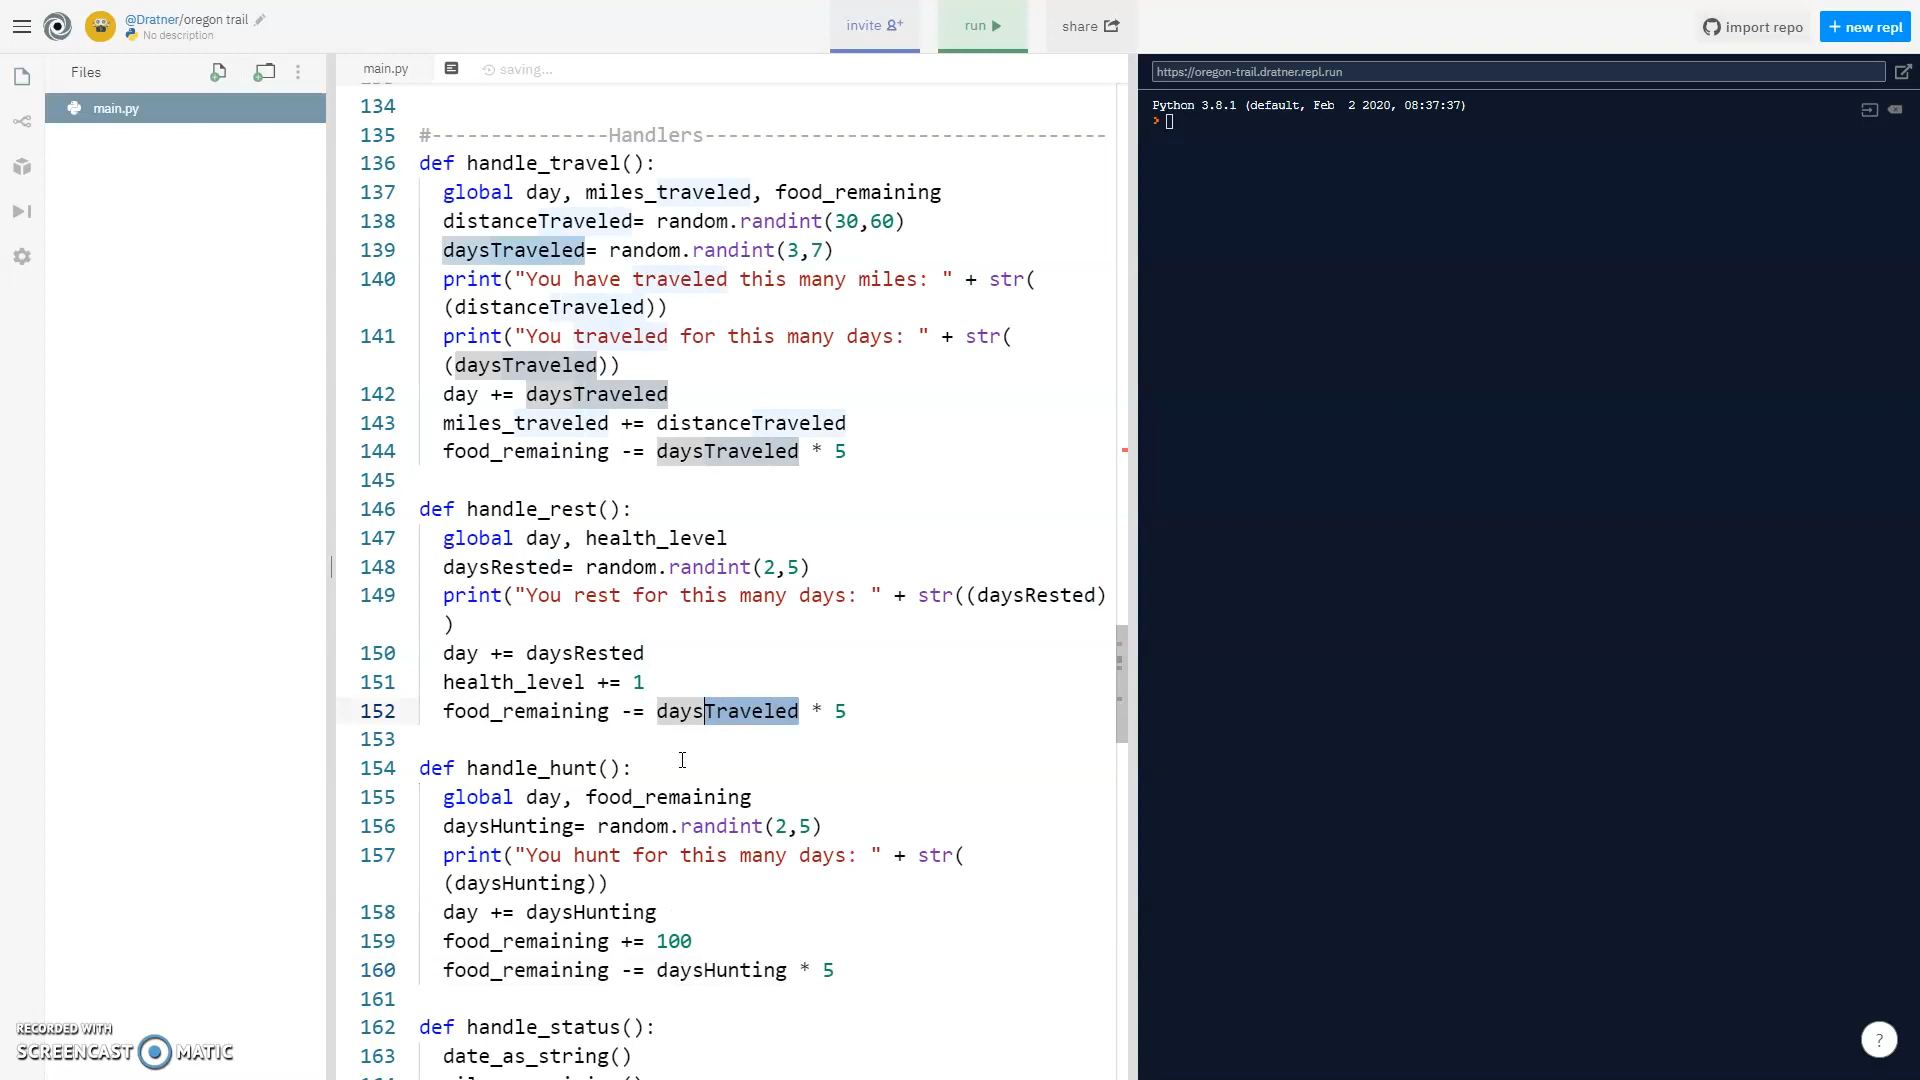 @Dratner/oregon trail
No description
invite
run
share
import repo
+ new repl
Files
main.py
main.py
saving...
https://oregon-trail.dratner.repl.run
Python 3.8.1 (default, Feb  2 2020, 08:37:37)
>
134
135 #---------------Handlers----------------------------------
136 def handle_travel():
137   global day, miles_traveled, food_remaining
138   distanceTraveled= random.randint(30,60)
139   daysTraveled= random.randint(3,7)
140   print("You have traveled this many miles: " + str(
(distanceTraveled))
141   print("You traveled for this many days: " + str(
(daysTraveled))
142   day += daysTraveled
143   miles_traveled += distanceTraveled
144   food_remaining -= daysTraveled * 5
145
146 def handle_rest():
147   global day, health_level
148   daysRested= random.randint(2,5)
149   print("You rest for this many days: " + str((daysRested)
)
150   day += daysRested
151   health_level += 1
152   food_remaining -= daysTraveled * 5
153
154 def handle_hunt():
155   global day, food_remaining
156   daysHunting= random.randint(2,5)
157   print("You hunt for this many days: " + str(
(daysHunting))
158   day += daysHunting
159   food_remaining += 100
160   food_remaining -= daysHunting * 5
161
162 def handle_status():
163   date_as_string()
RECORDED WITH
SCREENCAST MATIC
?